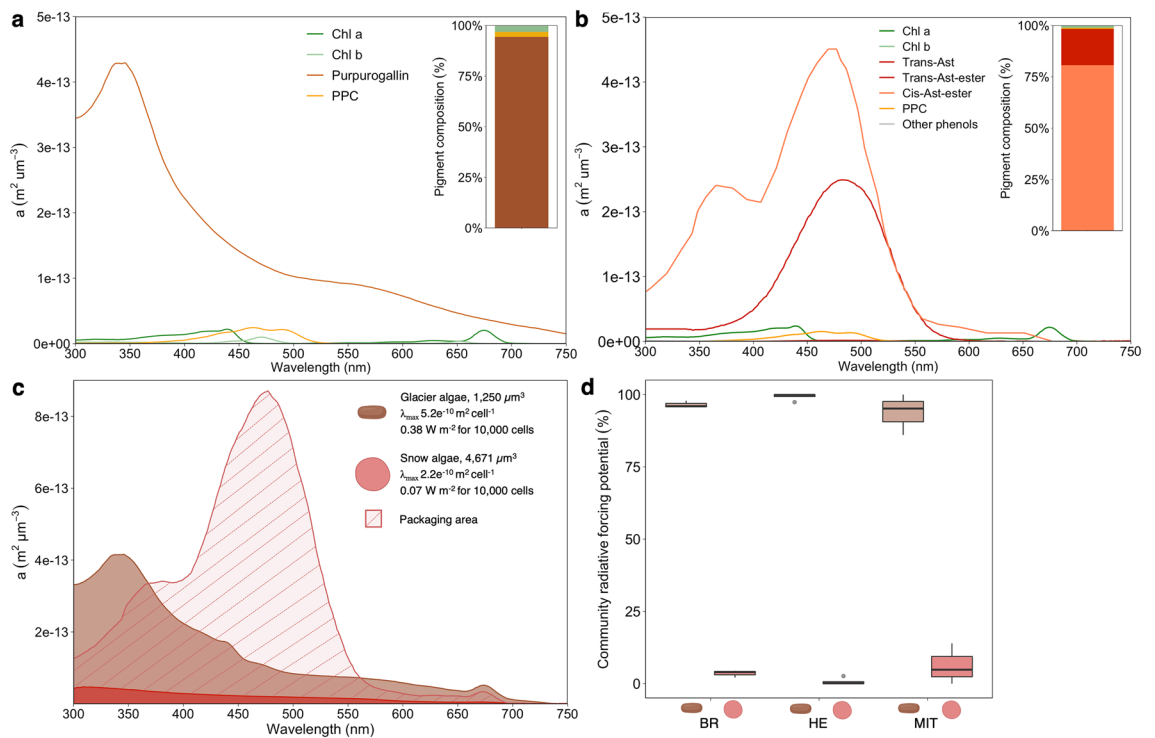 a
5e-13
4e-13
3e-13
2e-13
1e-13
0e+00
a (m² um⁻³)
300 350 400 450 500 550 600 650 700 750
Wavelength (nm)
Chl a
Chl b
Purpurogallin
PPC
Pigment composition (%)
100%
75%
50%
25%
0%
b
5e-13
4e-13
3e-13
2e-13
1e-13
0e+00
a (m² um⁻³)
300 350 400 450 500 550 600 650 700 750
Wavelength (nm)
Chl a
Chl b
Trans-Ast
Trans-Ast-ester
Cis-Ast-ester
PPC
Other phenols
Pigment composition (%)
100%
75%
50%
25%
0%
c
8e-13
6e-13
4e-13
2e-13
a (m² μm⁻³)
300 350 400 450 500 550 600 650 700 750
Wavelength (nm)
Glacier algae, 1,250 μm³
λmax 5.2e⁻¹⁰ m² cell⁻¹
0.38 W m⁻² for 10,000 cells
Snow algae, 4,671 μm³
λmax 2.2e⁻¹⁰ m² cell⁻¹
0.07 W m⁻² for 10,000 cells
Packaging area
d
Community radiative forcing potential (%)
100
75
50
25
0
BR HE MIT